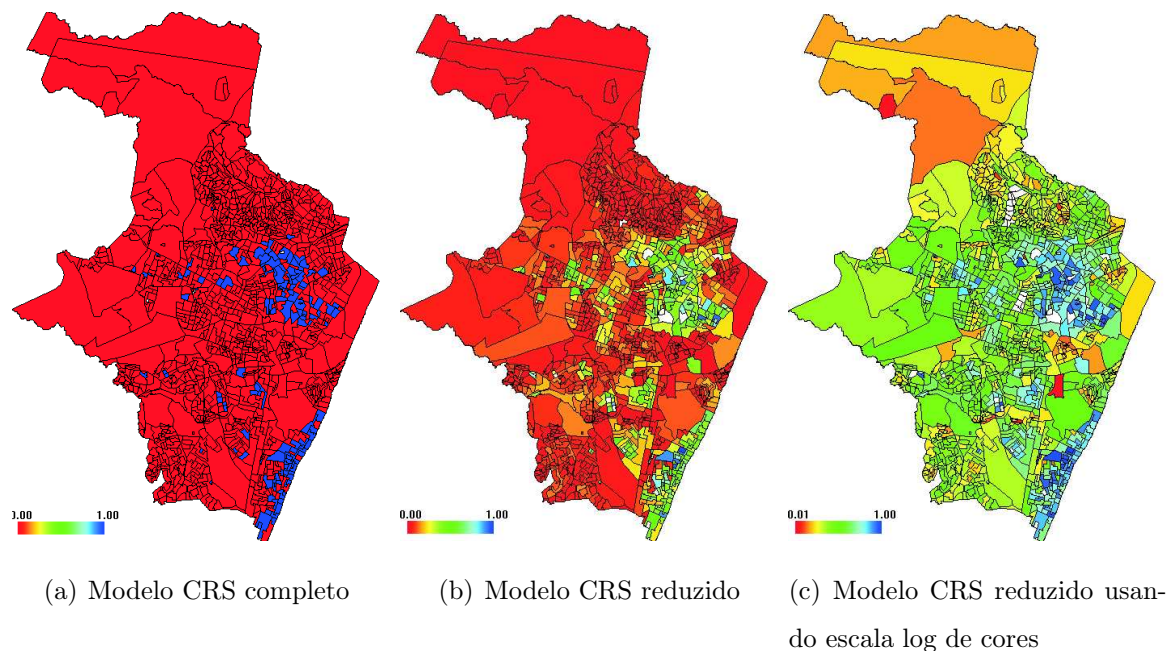 0.00 1.00
0.00 1.00
0.01 1.00
(a) Modelo CRS completo
(b) Modelo CRS reduzido
(c) Modelo CRS reduzido usan-
do escala log de cores